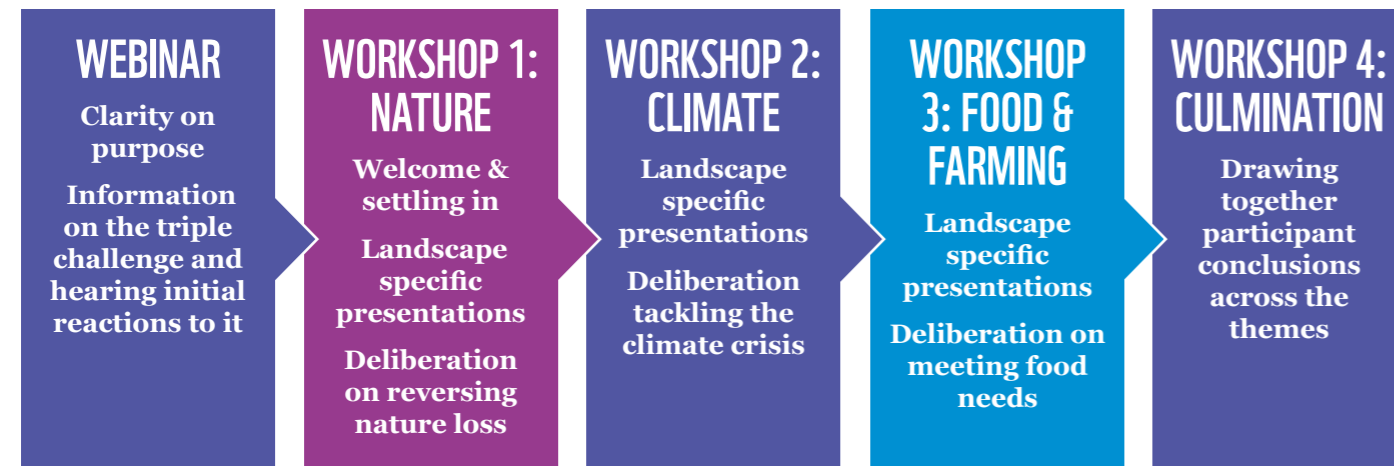 WEBINAR
Clarity on
purpose
Information
on the triple
challenge and
hearing initial
reactions to it
WORKSHOP 1:
NATURE
Welcome &
settling in
Landscape
specific
presentations
Deliberation
on reversing
nature loss
WORKSHOP 2:
CLIMATE
Landscape
specific
presentations
Deliberation
tackling the
climate crisis
WORKSHOP
3: FOOD &
FARMING
Landscape
specific
presentations
Deliberation on
meeting food
needs
WORKSHOP 4:
CULMINATION
Drawing
together
participant
conclusions
across the
themes